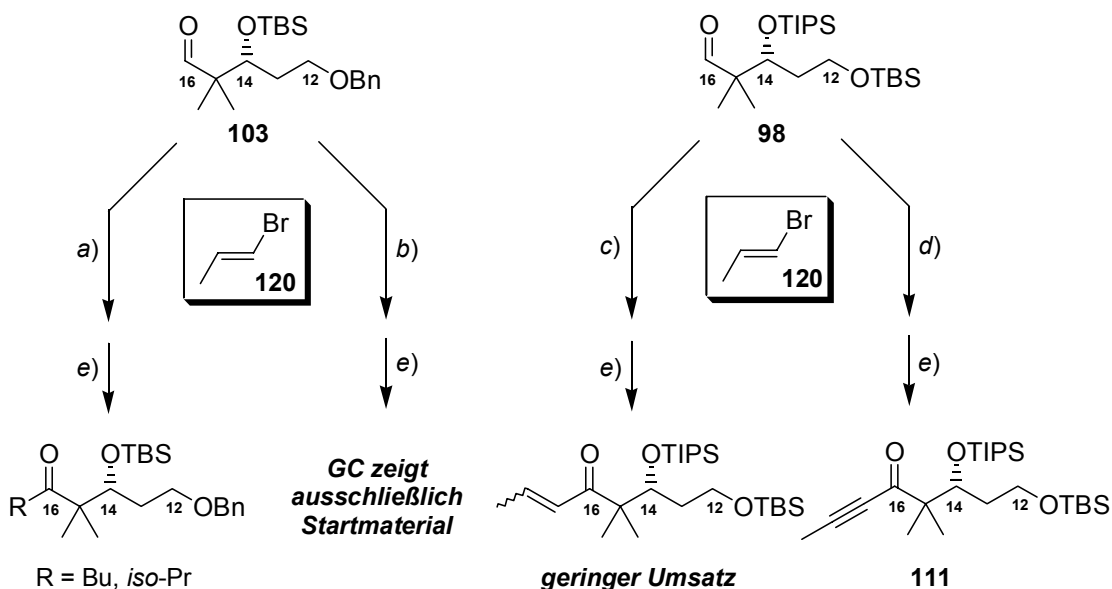 O OTBS
16 14 12 OBn
103
O OTIPS
16 14 12 OTBS
98
a)
Br
120
b)
c)
Br
120
d)
e)
e)
e)
e)
O OTBS
R 16 14 12 OBn
R = Bu, iso-Pr
GC zeigt
ausschließlich
Startmaterial
O OTIPS
16 14 12 OTBS
geringer Umsatz
O OTIPS
16 14 12 OTBS
111